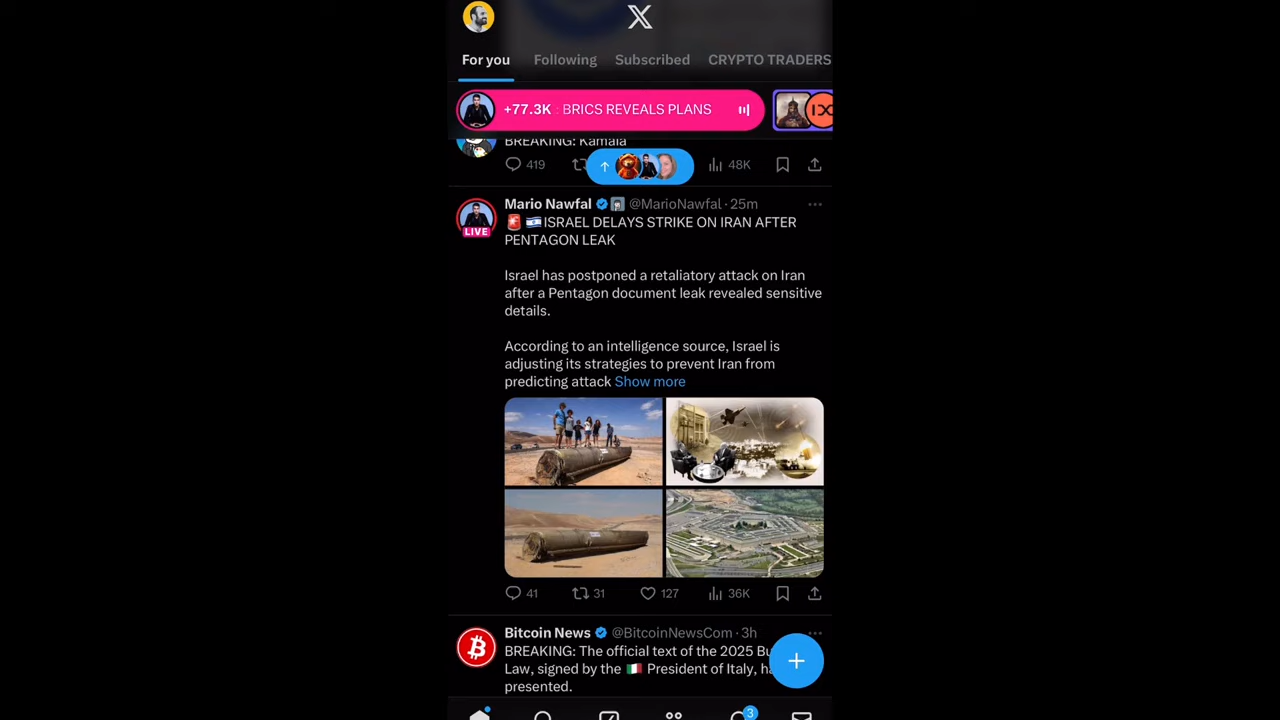 X
For you Following Subscribed CRYPTO TRADERS
+77.3K : BRICS REVEALS PLANS
BREAKING: Kamala
419 48K
Mario Nawfal @MarioNawfal · 25m
LIVE
🚨🇮🇱ISRAEL DELAYS STRIKE ON IRAN AFTER
PENTAGON LEAK
Israel has postponed a retaliatory attack on Iran
after a Pentagon document leak revealed sensitive
details.
According to an intelligence source, Israel is
adjusting its strategies to prevent Iran from
predicting attack Show more
41 31 127 36K
Bitcoin News @BitcoinNewsCom · 3h
BREAKING: The official text of the 2025 Bu
Law, signed by the 🇮🇹 President of Italy, ha
presented.
3